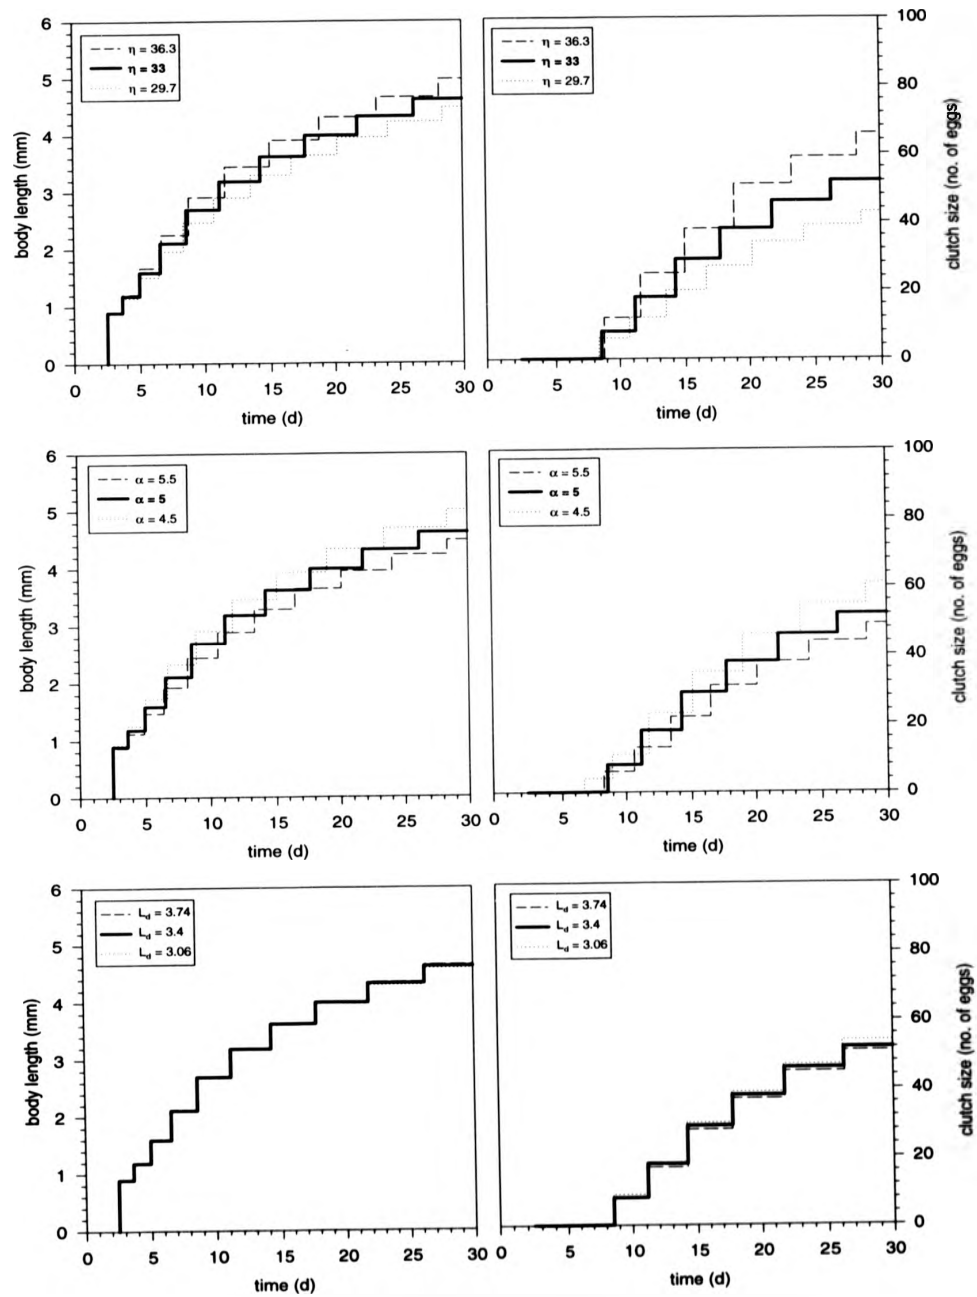 6
5
4
3
2
1
0
body length (mm)
η = 36.3
η = 33
η = 29.7
0 5 10 15 20 25 30
time (d)
η = 36.3
η = 33
η = 29.7
100
80
60
40
20
0
clutch size (no. of eggs)
0 5 10 15 20 25 30
time (d)
6
5
4
3
2
1
0
body length (mm)
α = 5.5
α = 5
α = 4.5
0 5 10 15 20 25 30
time (d)
α = 5.5
α = 5
α = 4.5
100
80
60
40
20
0
clutch size (no. of eggs)
0 5 10 15 20 25 30
time (d)
6
5
4
3
2
1
0
body length (mm)
L_d = 3.74
L_d = 3.4
L_d = 3.06
0 5 10 15 20 25 30
time (d)
L_d = 3.74
L_d = 3.4
L_d = 3.06
100
80
60
40
20
0
clutch size (no. of eggs)
0 5 10 15 20 25 30
time (d)